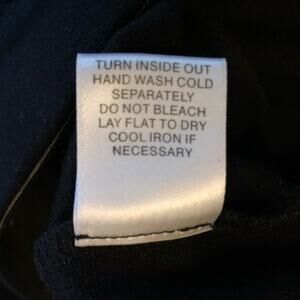 TURN INSIDE OUT
HAND WASH COLD
SEPARATELY
DO NOT BLEACH
LAY FLAT TO DRY
COOL IRON IF
NECESSARY